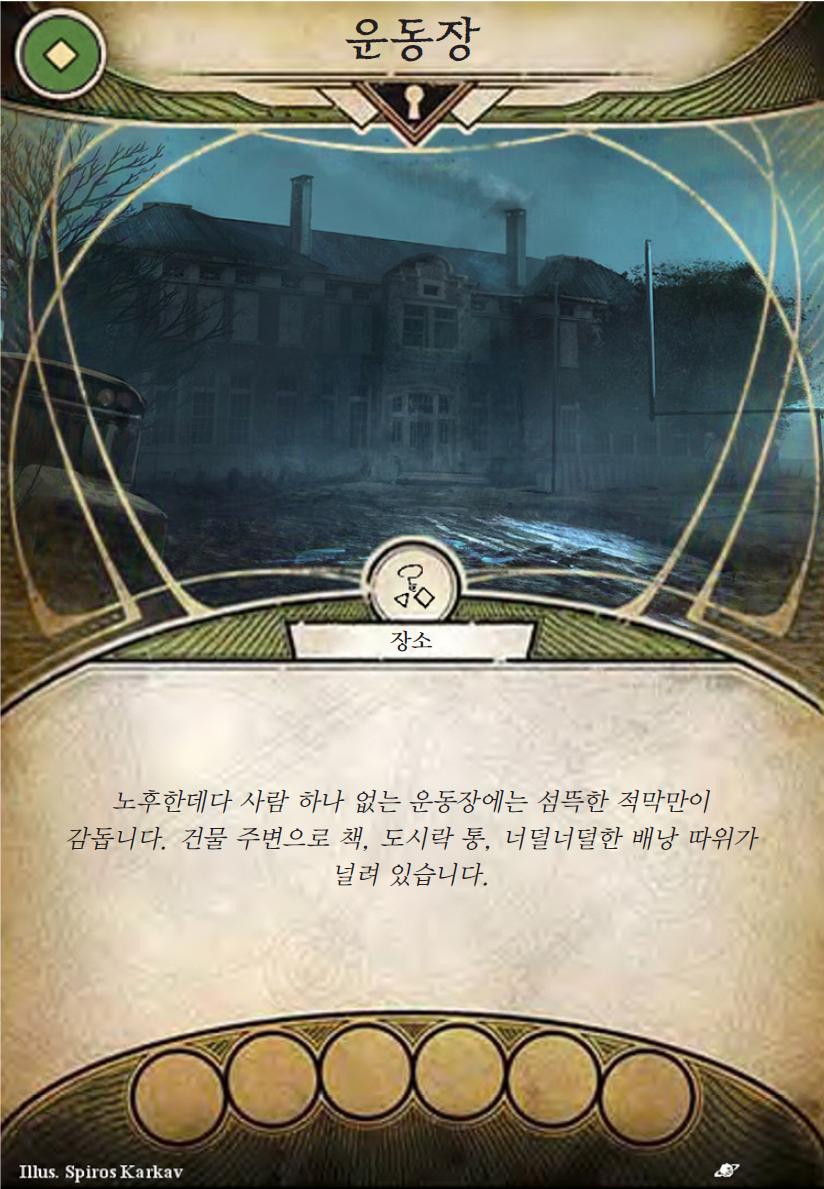 운동장
장소
노후한데다 사람 하나 없는 운동장에는 섬뜩한 적막만이
감돕니다. 건물 주변으로 책, 도시락 통, 너덜너덜한 배낭 따위가
널려 있습니다.
Illus. Spiros Karkav